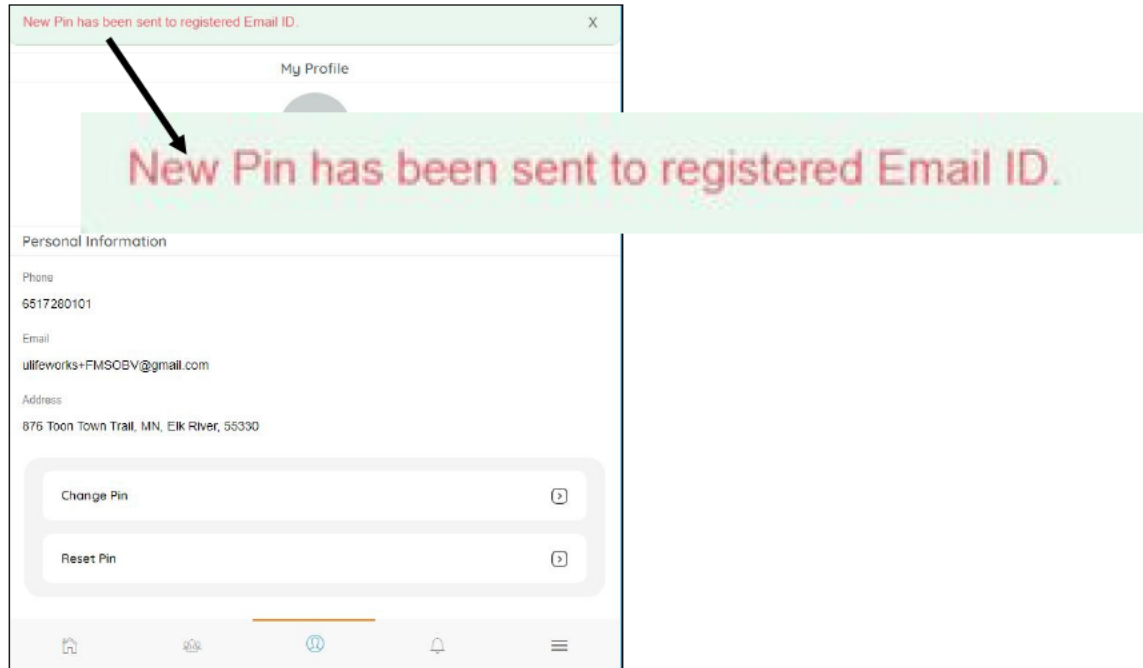 New Pin has been sent to registered Email ID. X
My Profile
New Pin has been sent to registered Email ID.
Personal Information
Phone
6517280101
Email
ulifeworks+FMSOBV@gmail.com
Address
876 Toon Town Trail, MN, Elk River, 55330
Change Pin
Reset Pin